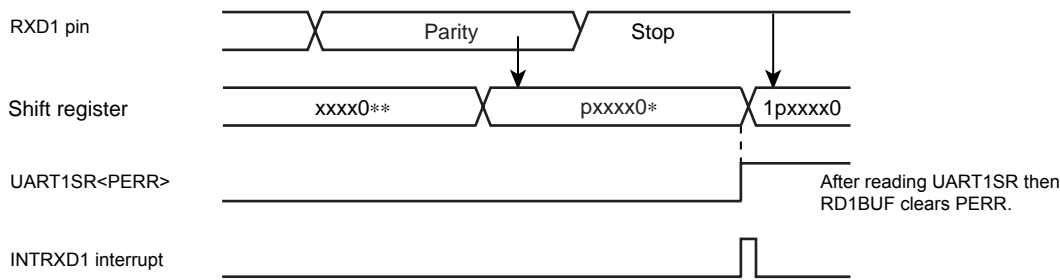 RXD1 pin
Parity
Stop
Shift register
xxxx0**
pxxxx0*
1pxxxx0
UART1SR<PERR>
After reading UART1SR then
RD1BUF clears PERR.
INTRXD1 interrupt